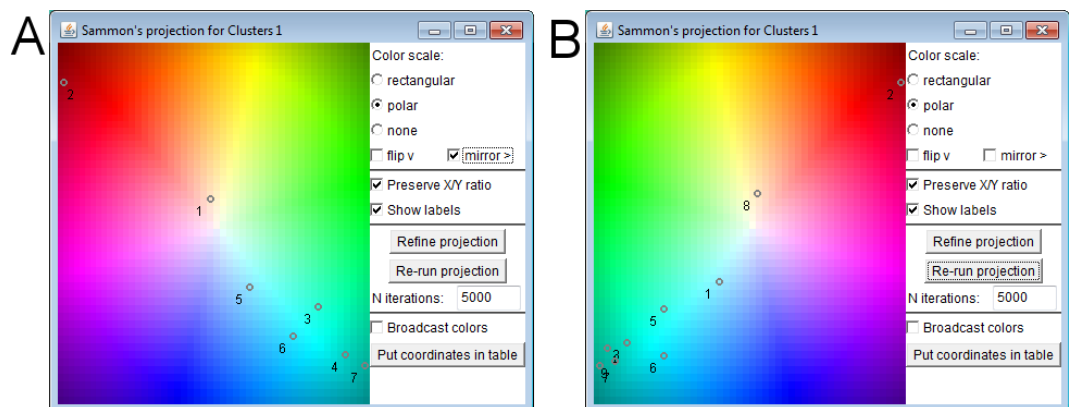 A
Sammon's projection for Clusters 1
Color scale:
rectangular
polar
none
flip v mirror >
Preserve X/Y ratio
Show labels
Refine projection
Re-run projection
N iterations: 5000
Broadcast colors
Put coordinates in table
2
1
5
3
6
4
7
B
Sammon's projection for Clusters 1
Color scale:
rectangular
polar
none
flip v mirror >
Preserve X/Y ratio
Show labels
Refine projection
Re-run projection
N iterations: 5000
Broadcast colors
Put coordinates in table
2
8
1
5
6